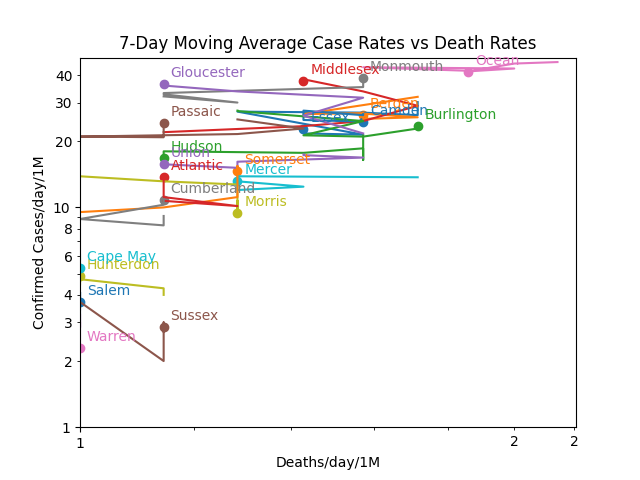 7-Day Moving Average Case Rates vs Death Rates
Ocean
Monmouth
Middlesex
Gloucester
Bergen
Camden
Essex
Burlington
Passaic
Hudson
Union
Somerset
Atlantic
Mercer
Cumberland
Morris
Cape May
Hunterdon
Salem
Sussex
Warren
40
30
20
10
8
6
4
3
2
1
Confirmed Cases/day/1M
1
2
2
Deaths/day/1M